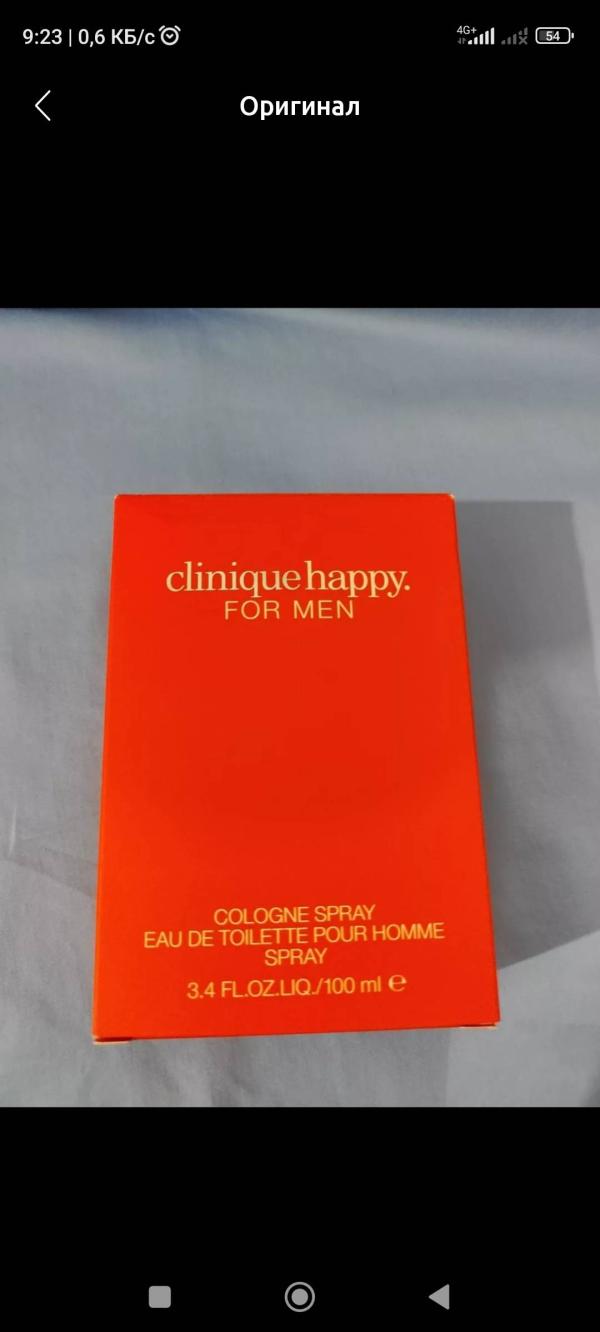 9:23 | 0,6 КБ/с
4G+
54
Оригинал
clinique happy.
FOR MEN
COLOGNE SPRAY
EAU DE TOILETTE POUR HOMME
SPRAY
3.4 FL.OZ.LIQ./100 ml ℮